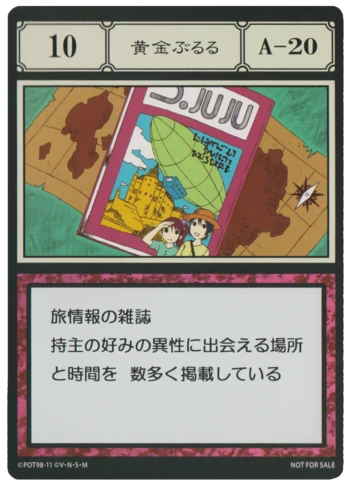 10
黄金ぷるる
A-20
G.JUJU
旅情報の雑誌
持主の好みの異性に出会える場所
と時間を 数多く掲載している
©POT98-11 ©V・N・S・M
NOT FOR SALE